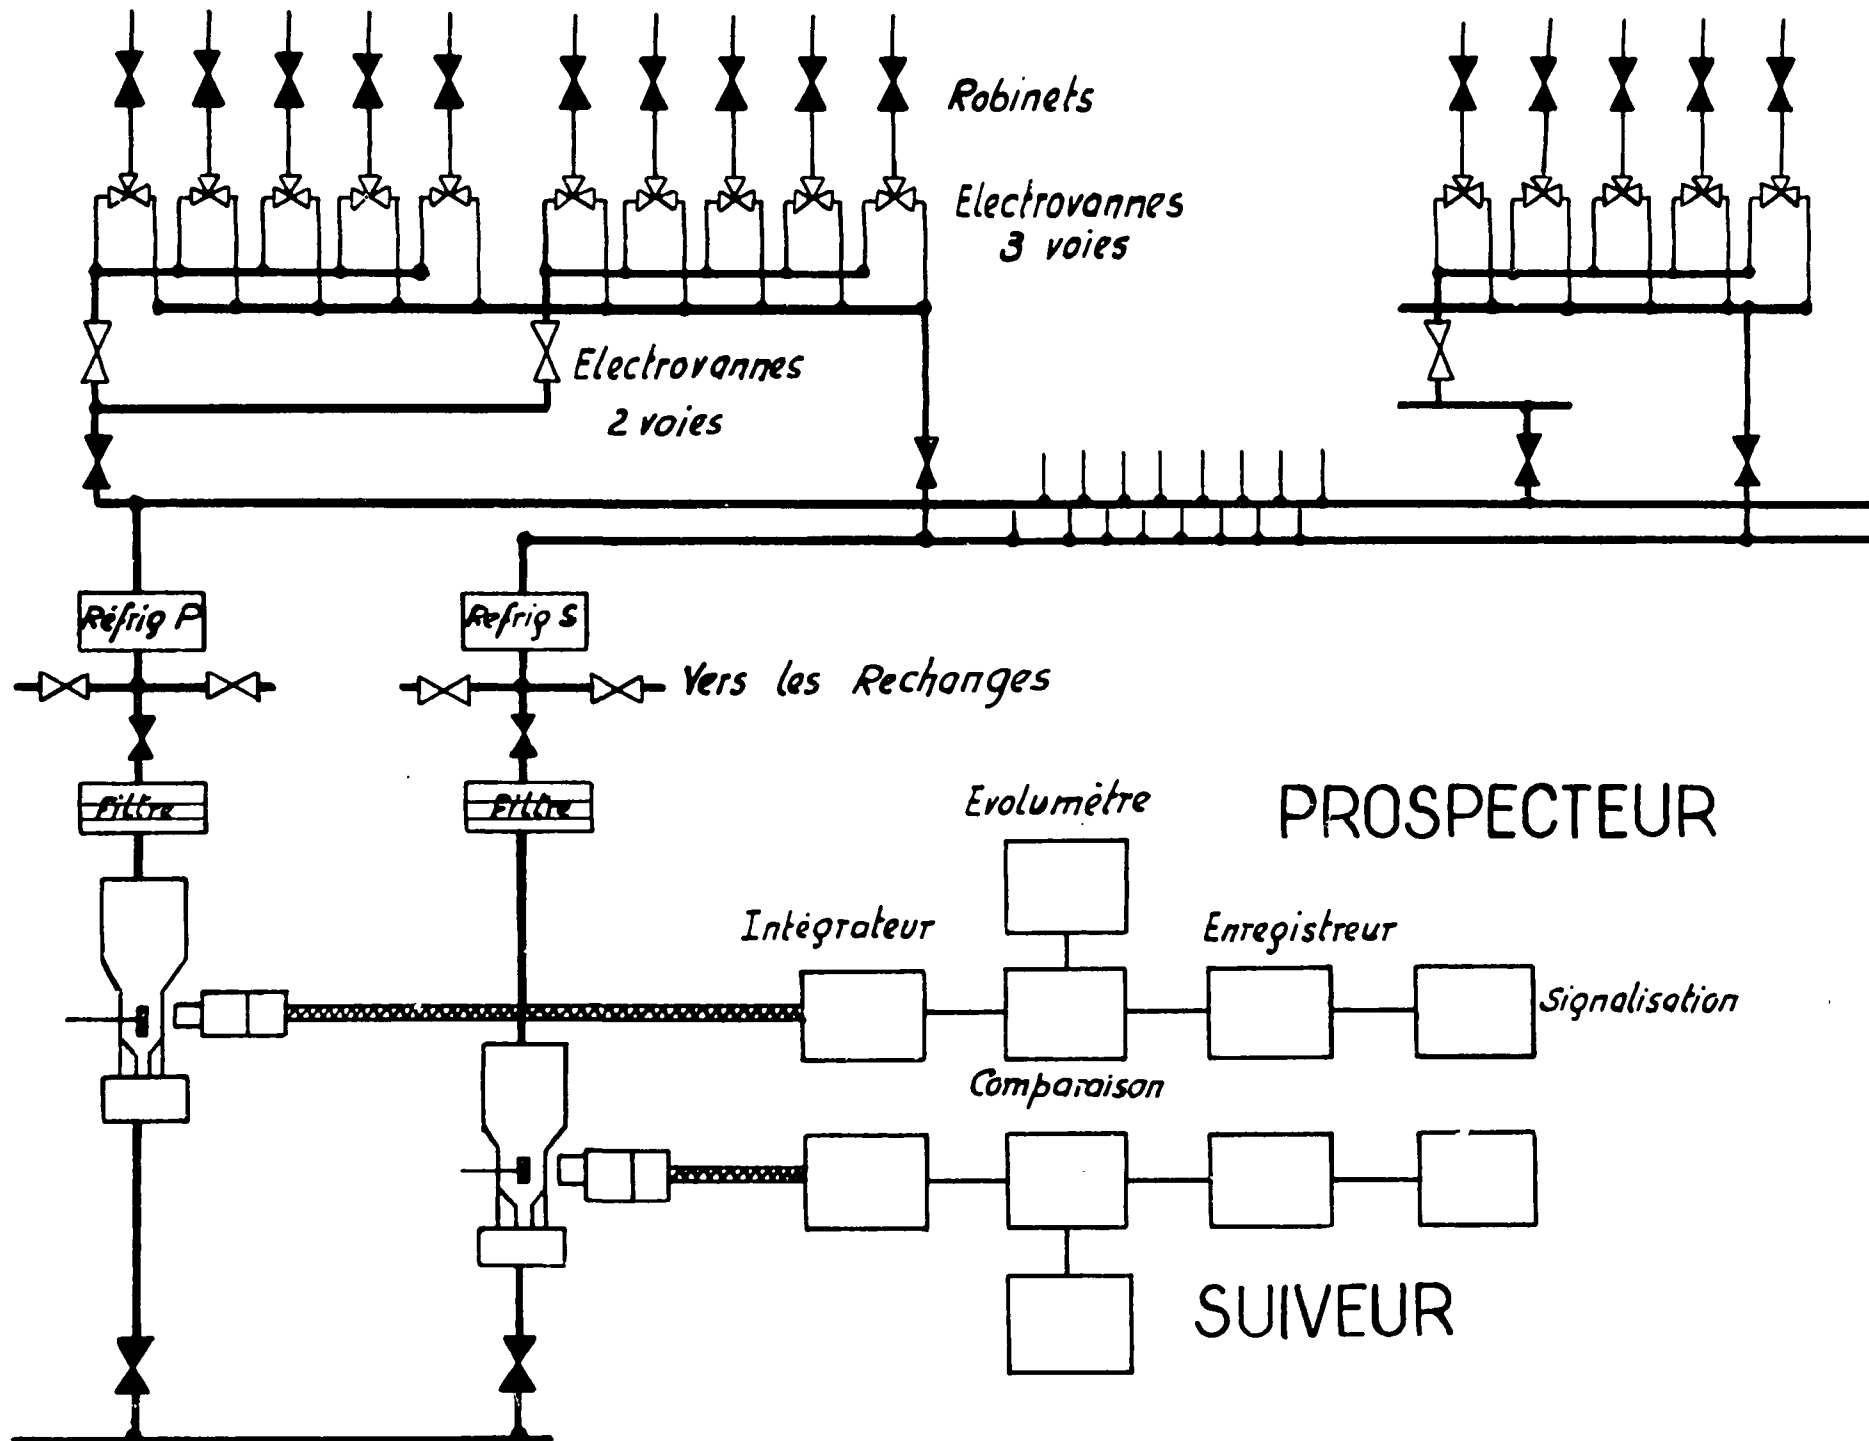 Robinets
Electrovannes
3 voies
Electrovannes
2 voies
Réfrig P
Refrig S
Vers les Rechanges
Filtre
Filtre
Evolumètre
PROSPECTEUR
Intégrateur
Enregistreur
Signalisation
Comparaison
SUIVEUR